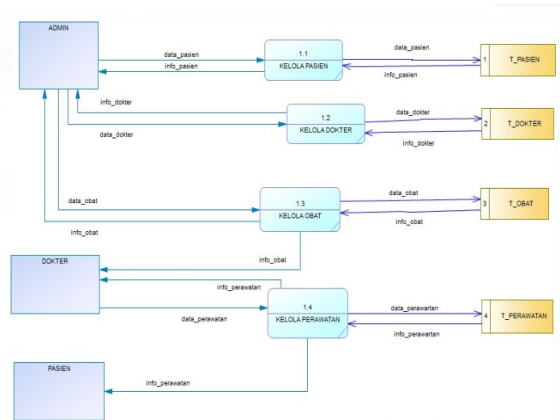 ADMIN
data_pasien
info_pasien
1.1
KELOLA PASIEN
data_pasien
info_pasien
1
T_PASIEN
info_dokter
data_dokter
1.2
KELOLA DOKTER
data_dokter
info_dokter
2
T_DOKTER
data_obat
info_obat
1.3
KELOLA OBAT
data_obat
info_obat
3
T_OBAT
DOKTER
info_obat
info_perawatan
data_perawatan
1.4
KELOLA PERAWATAN
data_perawartan
info_perawartan
4
T_PERAWATAN
PASIEN
info_perawatan